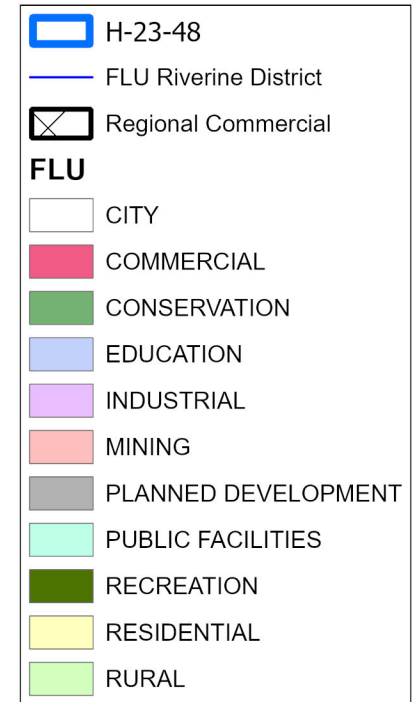 H-23-48
FLU Riverine District
Regional Commercial
FLU
CITY
COMMERCIAL
CONSERVATION
EDUCATION
INDUSTRIAL
MINING
PLANNED DEVELOPMENT
PUBLIC FACILITIES
RECREATION
RESIDENTIAL
RURAL